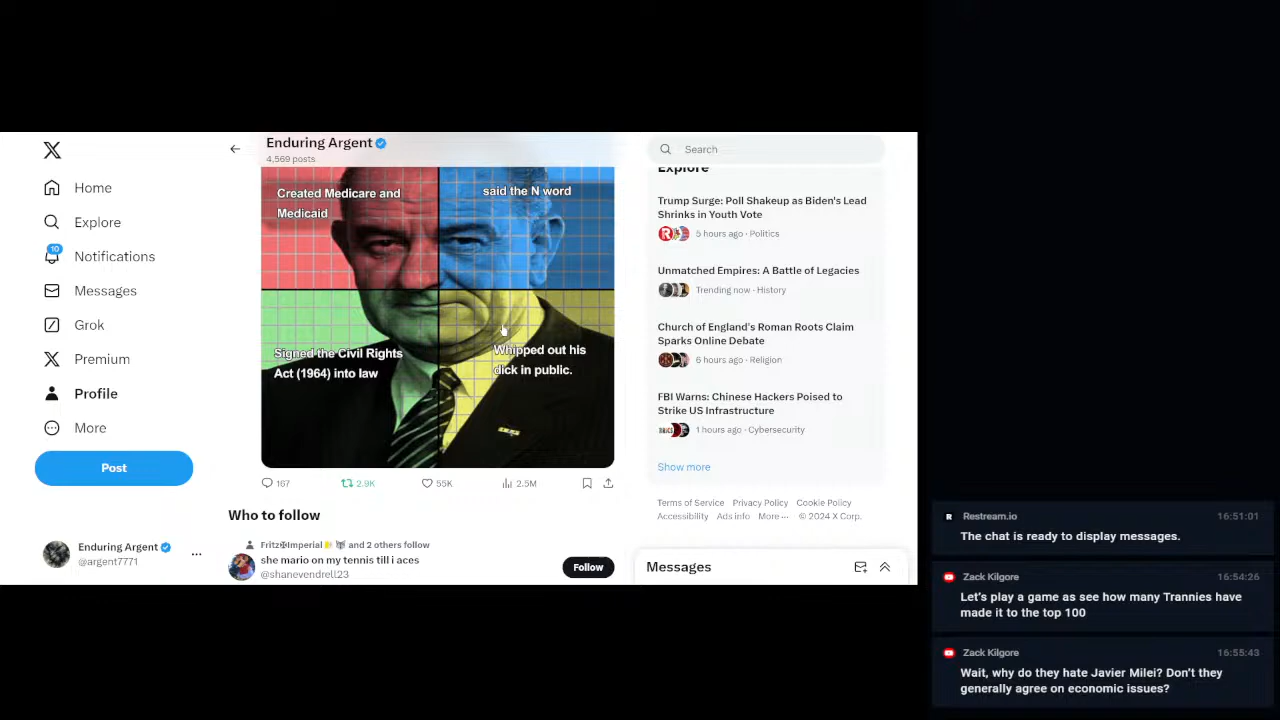 Enduring Argent
4,569 posts
Home
Explore
10
Notifications
Messages
Grok
Premium
Profile
More
Post
Enduring Argent
@argent7771
Created Medicare and
Medicaid
said the N word
Signed the Civil Rights
Act (1964) into law
Whipped out his
dick in public.
167
2.9K
55K
2.5M
Who to follow
Fritz✠Imperial and 2 others follow
she mario on my tennis till i aces
@shanevendrell23
Follow
Search
Explore
Trump Surge: Poll Shakeup as Biden's Lead
Shrinks in Youth Vote
5 hours ago · Politics
Unmatched Empires: A Battle of Legacies
Trending now · History
Church of England's Roman Roots Claim
Sparks Online Debate
6 hours ago · Religion
FBI Warns: Chinese Hackers Poised to
Strike US Infrastructure
1 hours ago · Cybersecurity
Show more
Terms of Service Privacy Policy Cookie Policy
Accessibility Ads info More ··· © 2024 X Corp.
Messages
Restream.io 16:51:01
The chat is ready to display messages.
Zack Kilgore 16:54:26
Let's play a game as see how many Trannies have
made it to the top 100
Zack Kilgore 16:55:43
Wait, why do they hate Javier Milei? Don't they
generally agree on economic issues?